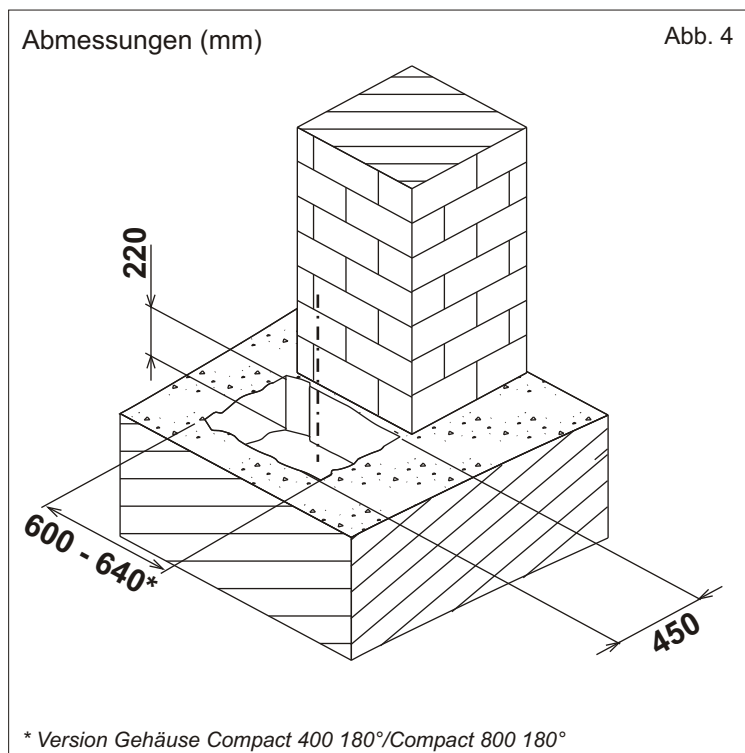 Abmessungen (mm)
Abb. 4
220
600 - 640*
450
* Version Gehäuse Compact 400 180°/Compact 800 180°